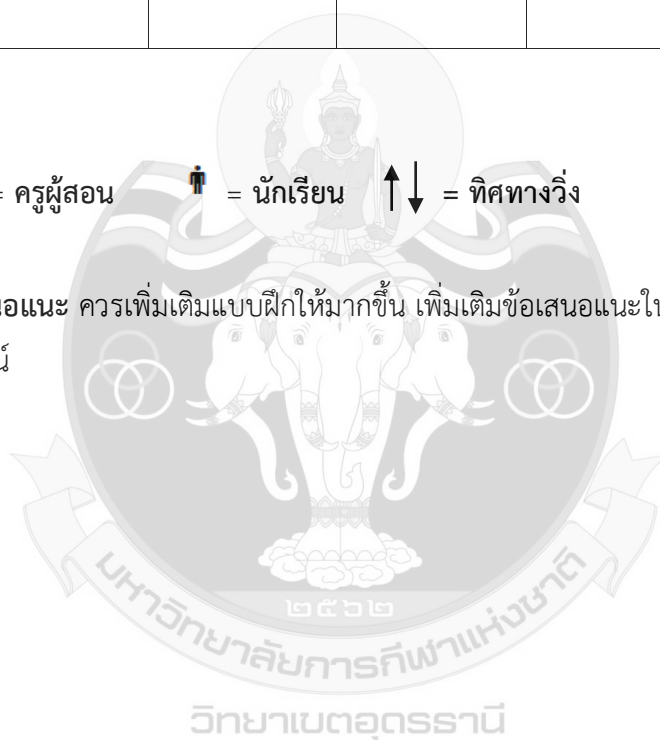 = ครูผู้สอน = นักเรียน = ทิศทางวิ่ง
ควรเพิ่มเติมแบบฝึกให้มากขึ้น เพิ่มเติมข้อเสนอแนะใน
๒๕๖๒
มหาวิทยาลัยการกีฬาแห่งชาติ
วิทยาเขตอุดรธานี